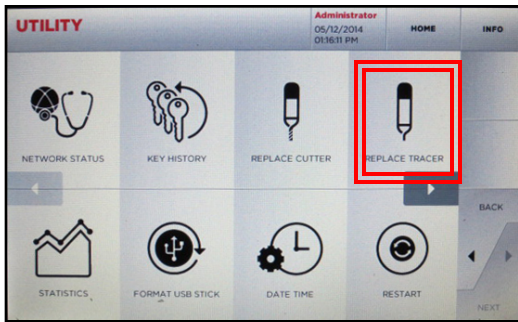 UTILITY
Administrator
05/12/2014
01:16:11 PM
HOME
INFO
NETWORK STATUS
KEY HISTORY
REPLACE CUTTER
REPLACE TRACER
BACK
STATISTICS
FORMAT USB STICK
DATE TIME
RESTART
NEXT